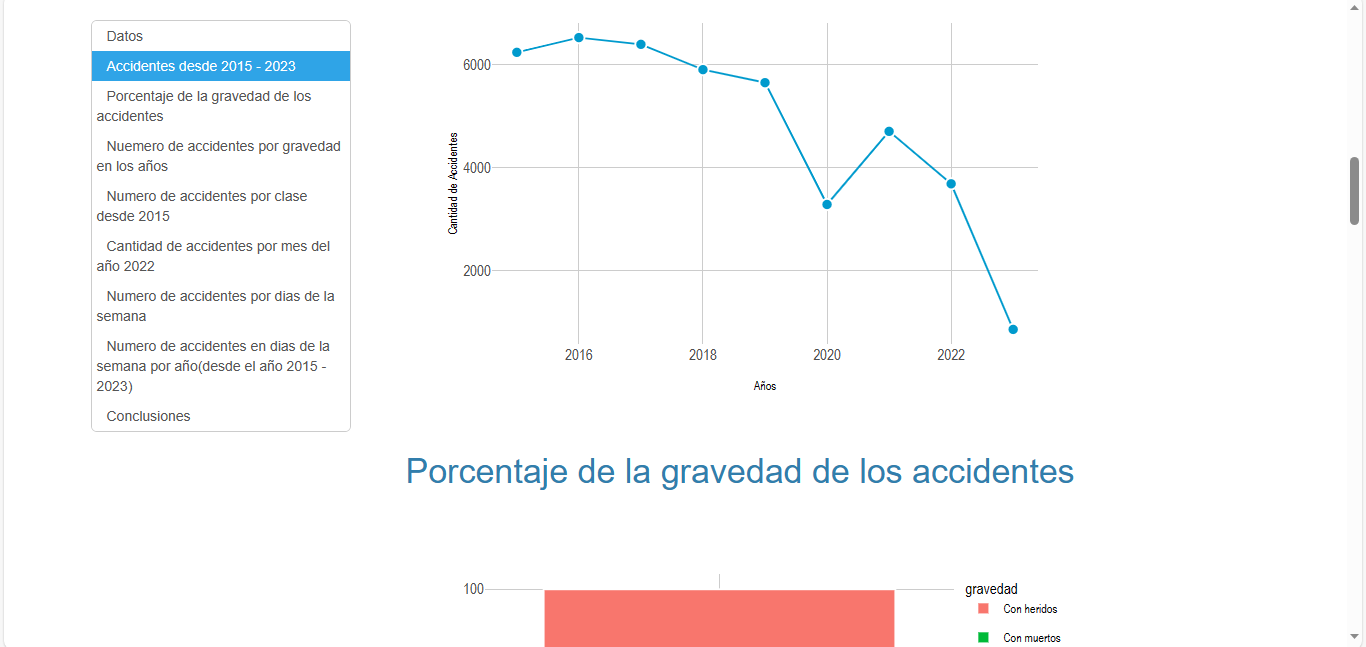 Datos
Accidentes desde 2015 - 2023
Porcentaje de la gravedad de los
accidentes
Nuemero de accidentes por gravedad
en los años
Numero de accidentes por clase
desde 2015
Cantidad de accidentes por mes del
año 2022
Numero de accidentes por dias de la
semana
Numero de accidentes en dias de la
semana por año(desde el año 2015 -
2023)
Conclusiones
Cantidad de Accidentes
6000
4000
2000
2016 2018 2020 2022
Años
Porcentaje de la gravedad de los accidentes
100
gravedad
Con heridos
Con muertos